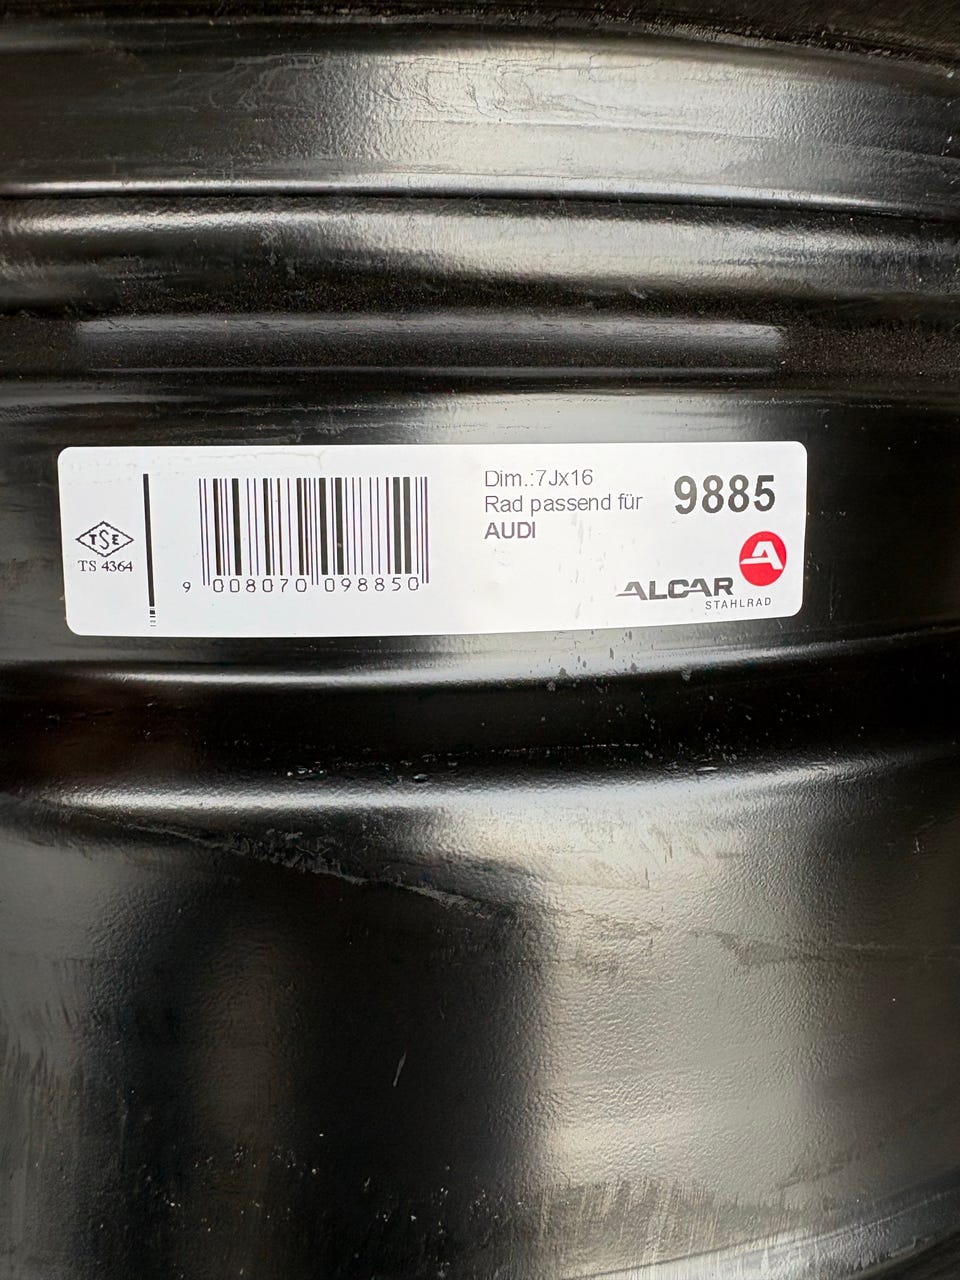 TSE
TS 4364
9 008070 098850
Dim.:7Jx16
Rad passend für
AUDI
9885
ALCAR
STAHLRAD